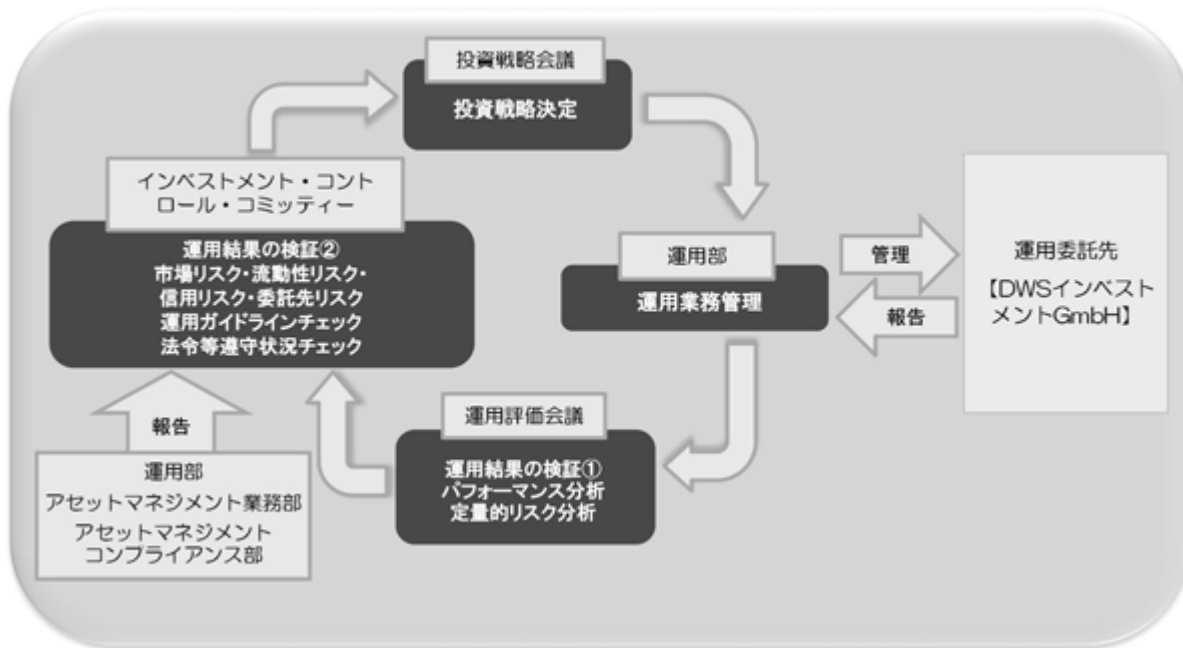 投資戦略会議
投資戦略決定
インベストメント・コント
ロール・コミッティー
運用結果の検証②
市場リスク・流動性リスク・
信用リスク・委託先リスク
運用ガイドラインチェック
法令等遵守状況チェック
運用部
運用業務管理
管理
報告
運用委託先
【DWSインベスト
メントGmbH】
運用評価会議
運用結果の検証①
パフォーマンス分析
定量的リスク分析
報告
運用部
アセットマネジメント業務部
アセットマネジメント
コンプライアンス部